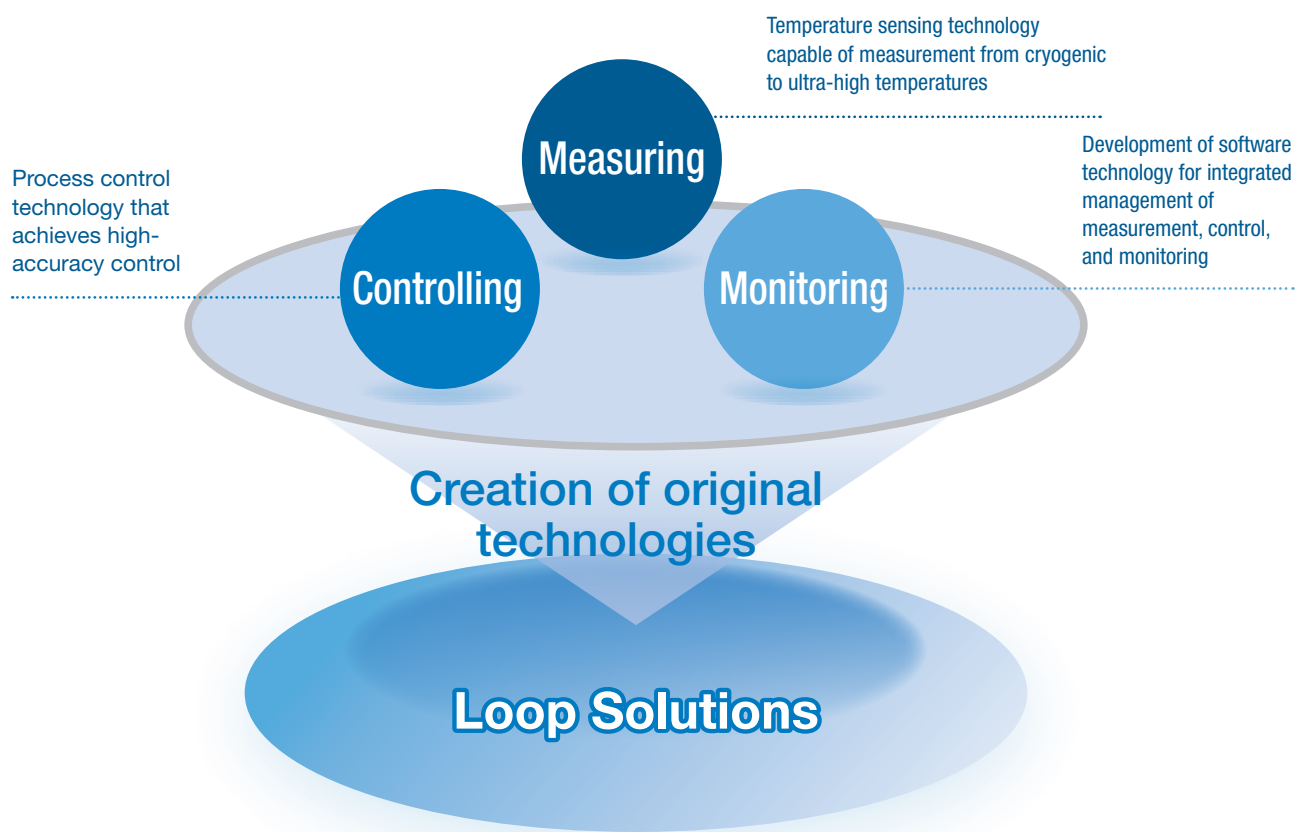 Temperature sensing technology
capable of measurement from cryogenic
to ultra-high temperatures
Measuring
Development of software
technology for integrated
management of
measurement, control,
and monitoring
Process control
technology that
achieves high-
accuracy control
Controlling
Monitoring
Creation of original
technologies
Loop Solutions